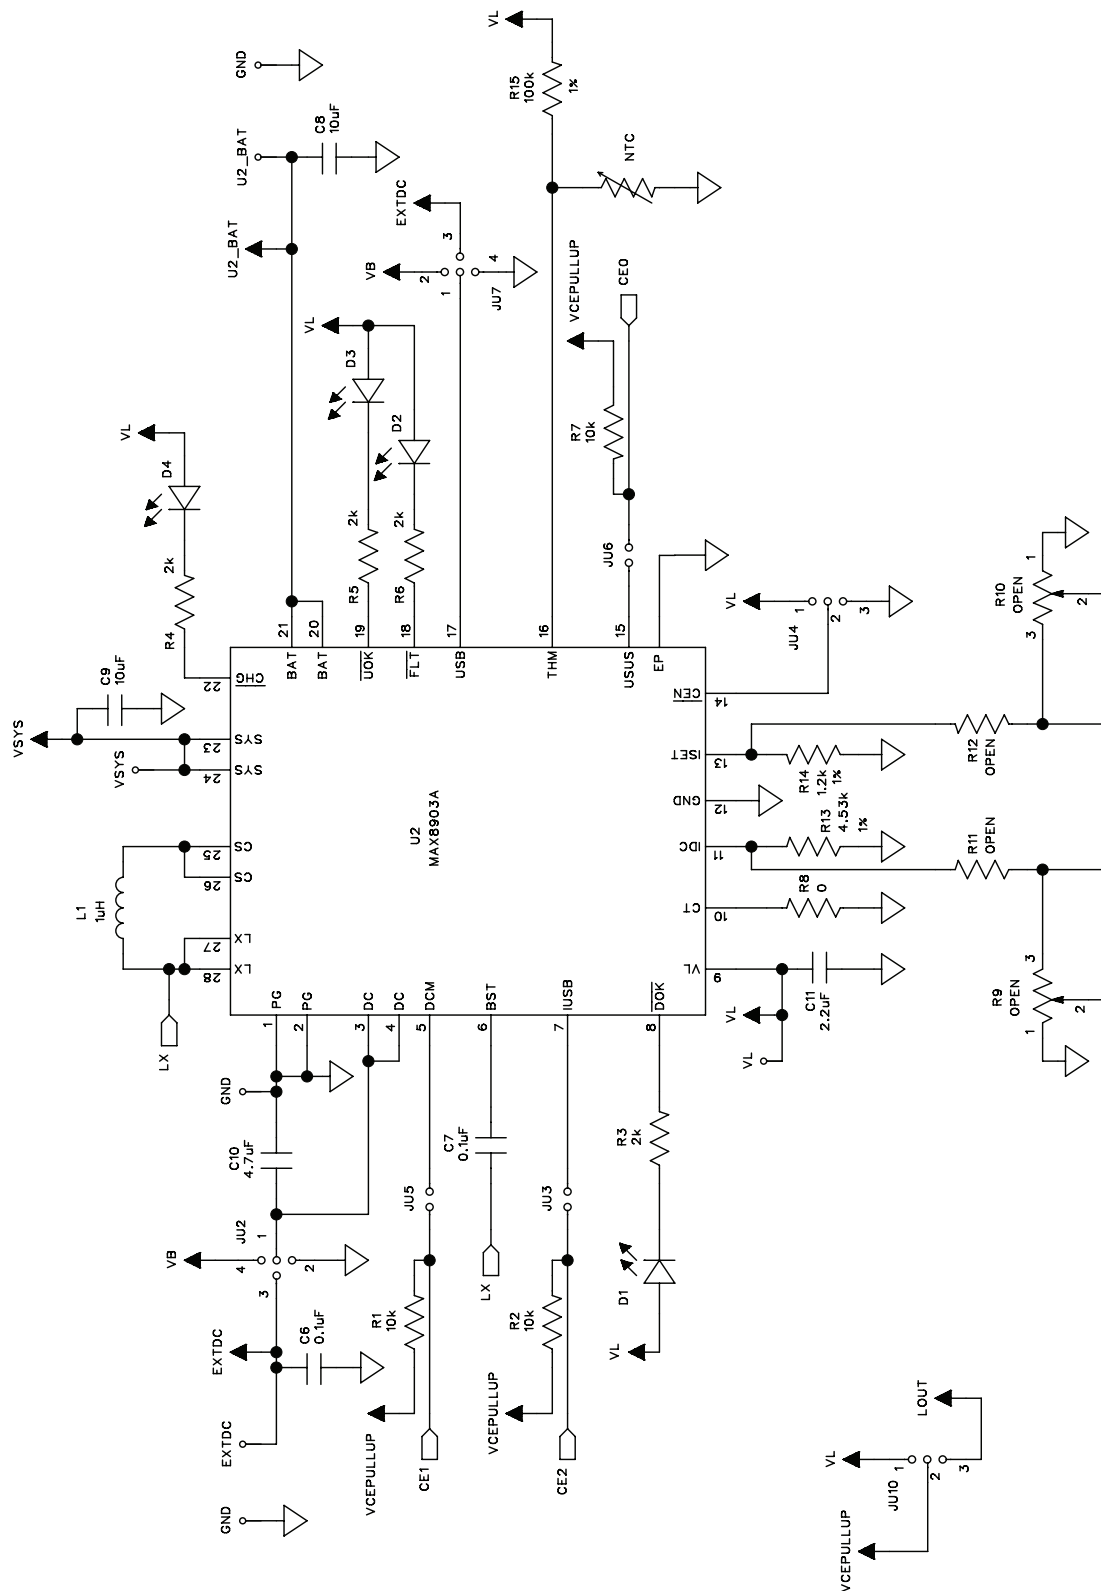 VSYS
VSYS
C9
10uF
VL
D4
2k
R4
U2_BAT
U2_BAT
GND
C8
10uF
L1
1uH
LX
28
LX
27
LX
26
CS
25
CS
24
SYS
23
SYS
22
CHG
BAT
21
BAT
20
UOK
19
FLT
18
USB
17
THM
16
USUS
15
EP
U2
MAX8903A
1
PG
2
PG
3
DC
4
DC
5
DCM
6
BST
7
IUSB
8
DOK
9
VL
10
CT
11
IDC
12
GND
13
ISET
14
CEN
VL
D3
2k
R5
D2
2k
R6
VB
EXTDC
1
2
3
4
JU7
VL
R15
100k
1%
NTC
VCEPULLUP
R7
10k
CE0
JU6
VL
1
2
3
JU4
R10
OPEN
1
2
3
R12
OPEN
R14
1.2k
1%
R13
4.53k
1%
R11
OPEN
R8
0
R9
OPEN
1
2
3
C11
2.2uF
VL
VL
GND
C10
4.7uF
JU2
1
2
3
4
VB
EXTDC
C6
0.1uF
EXTDC
GND
JU5
R1
10k
VCEPULLUP
CE1
C7
0.1uF
LX
JU3
R2
10k
VCEPULLUP
CE2
R3
2k
D1
VL
VL
1
2
3
JU10
LOUT
VCEPULLUP